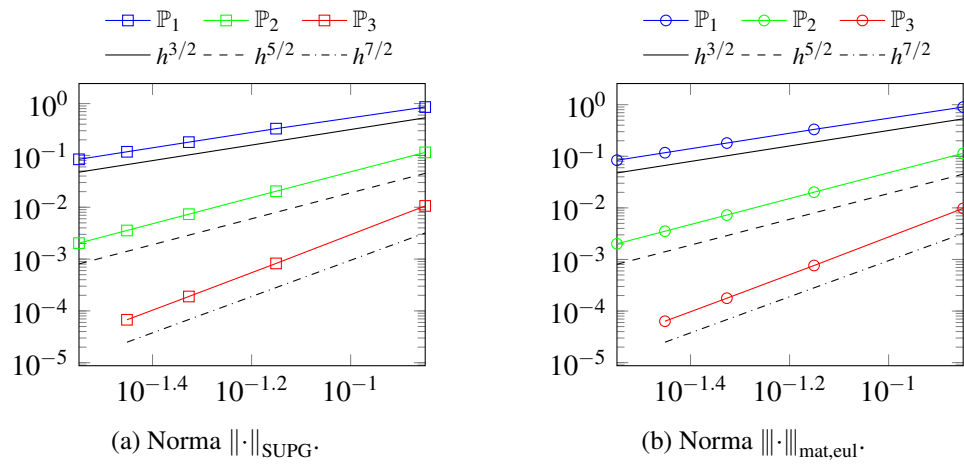 ℙ₁ ℙ₂ ℙ₃
h^{3/2} h^{5/2} h^{7/2}
10^0
10^{−1}
10^{−2}
10^{−3}
10^{−4}
10^{−5}
10^{−1.4} 10^{−1.2} 10^{−1}
(a) Norma ‖·‖_{SUPG}.
ℙ₁ ℙ₂ ℙ₃
h^{3/2} h^{5/2} h^{7/2}
10^0
10^{−1}
10^{−2}
10^{−3}
10^{−4}
10^{−5}
10^{−1.4} 10^{−1.2} 10^{−1}
(b) Norma |||·|||_{mat,eul}.